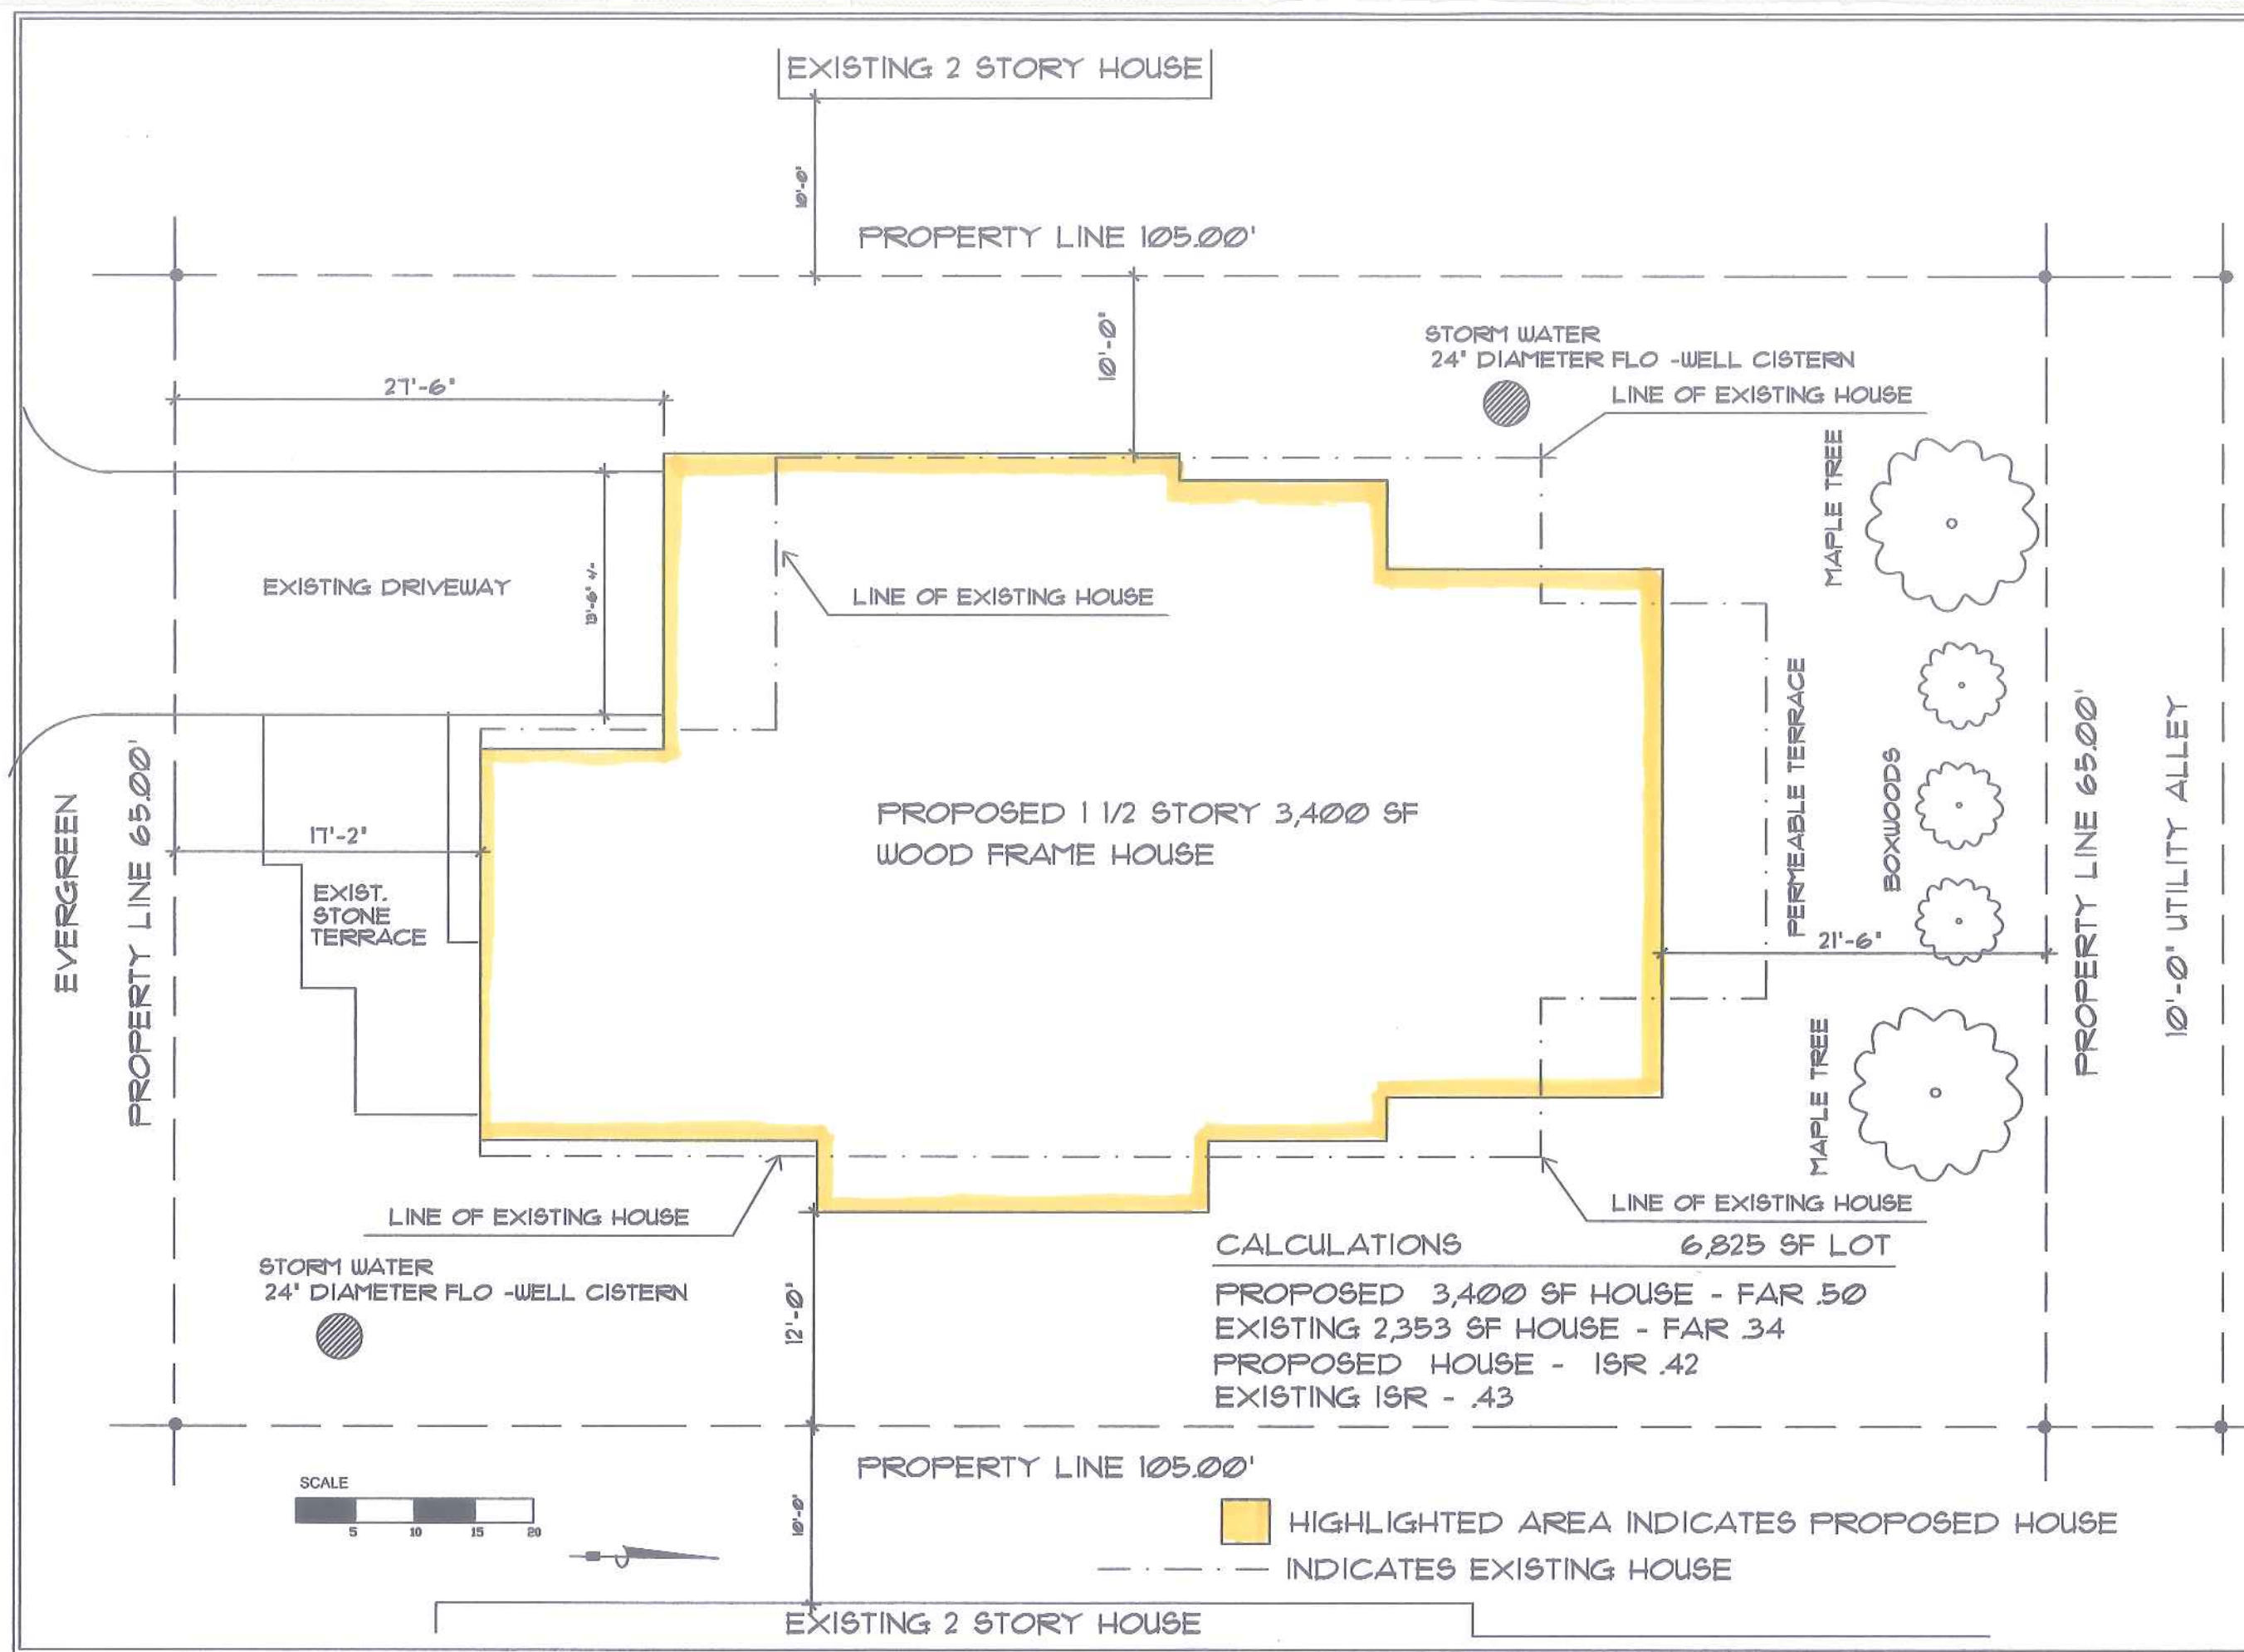 EXISTING 2 STORY HOUSE
10'-0"
PROPERTY LINE 105.00'
10'-0"
STORM WATER
24" DIAMETER FLO -WELL CISTERN
LINE OF EXISTING HOUSE
27'-6"
MAPLE TREE
EXISTING DRIVEWAY
13'-6" +/-
LINE OF EXISTING HOUSE
PROPOSED 1 1/2 STORY 3,400 SF
WOOD FRAME HOUSE
EVERGREEN
PROPERTY LINE 65.00'
17'-2"
EXIST.
STONE
TERRACE
PERMEABLE TERRACE
BOXWOODS
21'-6"
PROPERTY LINE 65.00'
10'-0" UTILITY ALLEY
MAPLE TREE
LINE OF EXISTING HOUSE
LINE OF EXISTING HOUSE
STORM WATER
24" DIAMETER FLO -WELL CISTERN
12'-0"
CALCULATIONS 6,825 SF LOT
PROPOSED 3,400 SF HOUSE - FAR .50
EXISTING 2,353 SF HOUSE - FAR .34
PROPOSED HOUSE - ISR .42
EXISTING ISR - .43
PROPERTY LINE 105.00'
SCALE
5 10 15 20
10'-0"
HIGHLIGHTED AREA INDICATES PROPOSED HOUSE
INDICATES EXISTING HOUSE
EXISTING 2 STORY HOUSE